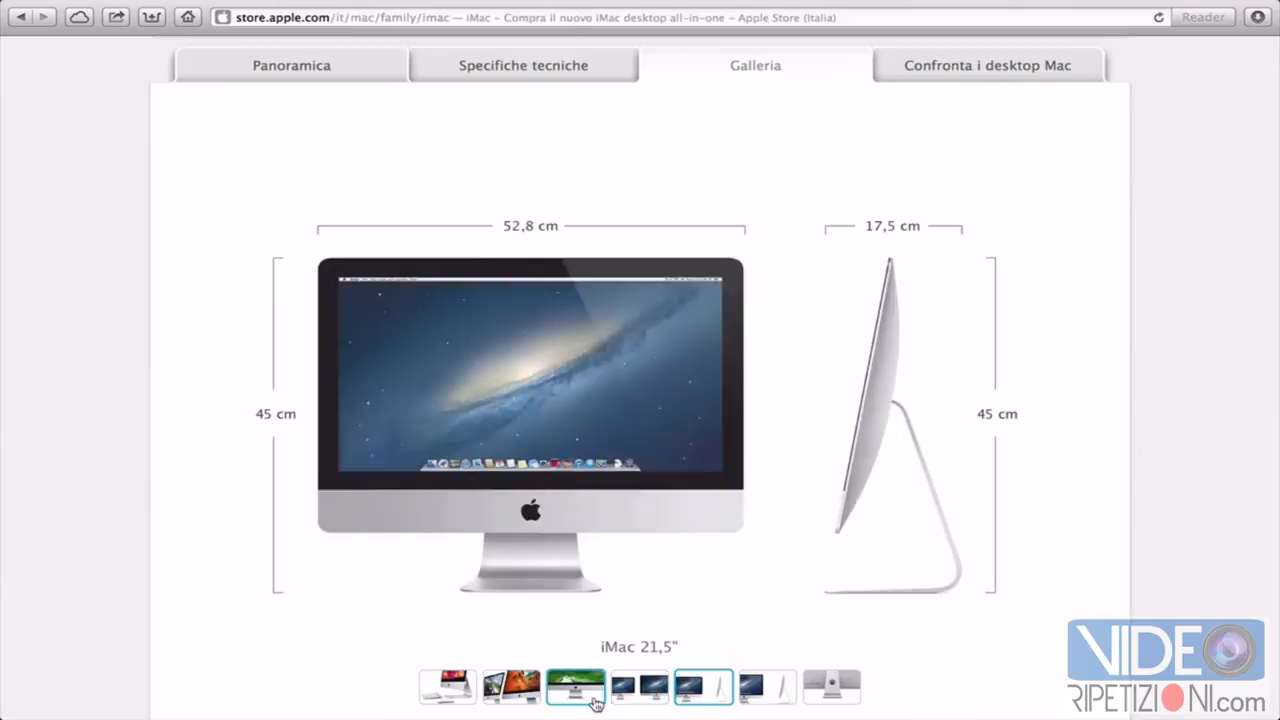 store.apple.com/it/mac/family/imac — iMac – Compra il nuovo iMac desktop all-in-one – Apple Store (Italia)
Reader
Panoramica
Specifiche tecniche
Galleria
Confronta i desktop Mac
52,8 cm
17,5 cm
45 cm
45 cm
iMac 21,5"
VIDEO
RIPETIZIONI.com